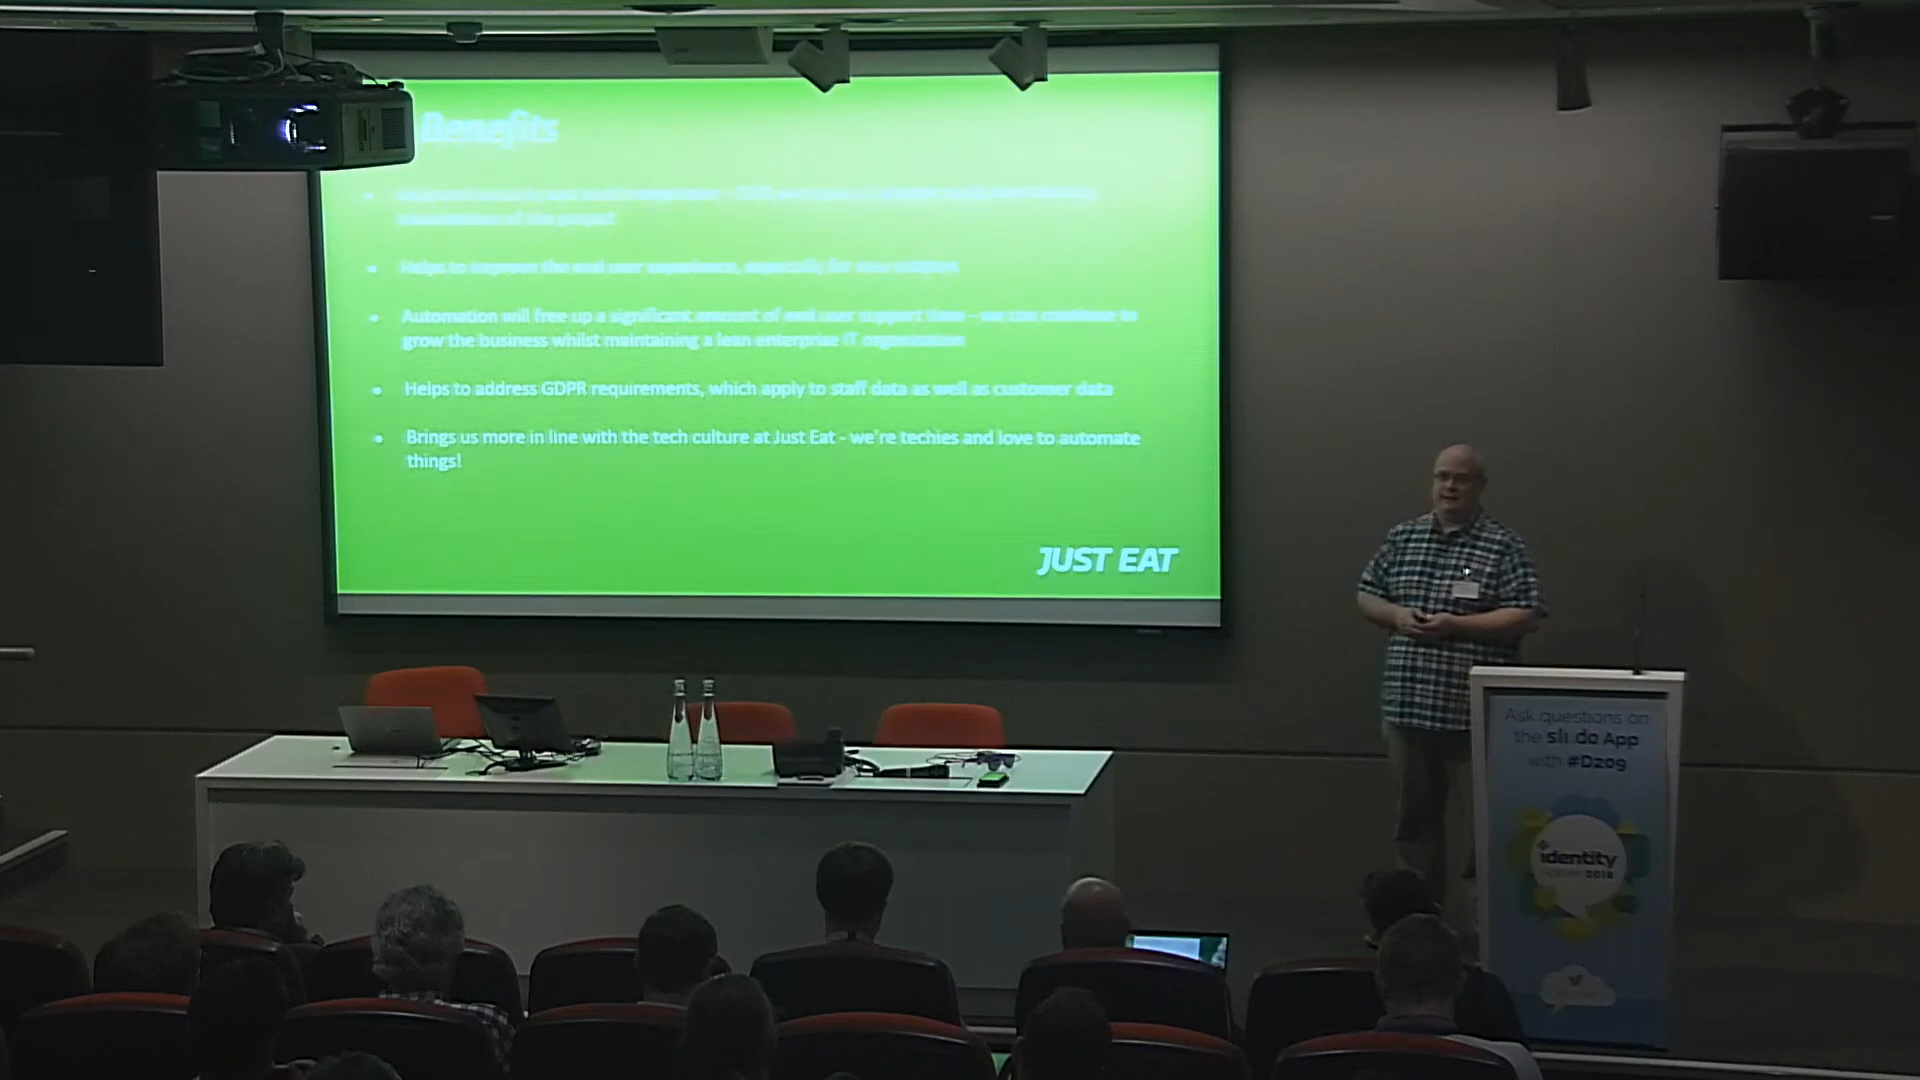 Benefits
of the project
Helps to improve the end user experience, especially for new
Automation will free up a significant amount of end user support time - we can continue to
grow the business whilst maintaining a lean enterprise IT organisation
Helps to address GDPR requirements, which apply to staff data as well as customer data
Brings us more in line with the tech culture at Just Eat - we're techies and love to automate
things!
JUST EAT
Ask questions on
the sli.do App
with #D209
identity
2018